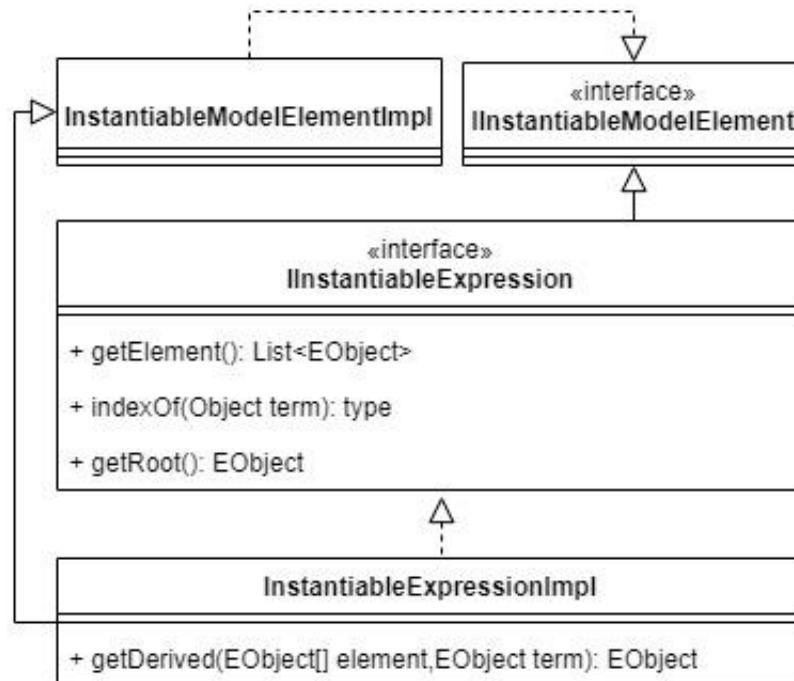 InstantiableModelElementImpl
«interface»
IInstantiableModelElement
«interface»
IInstantiableExpression
+ getElement(): List<EObject>
+ indexOf(Object term): type
+ getRoot(): EObject
InstantiableExpressionImpl
+ getDerived(EObject[] element,EObject term): EObject